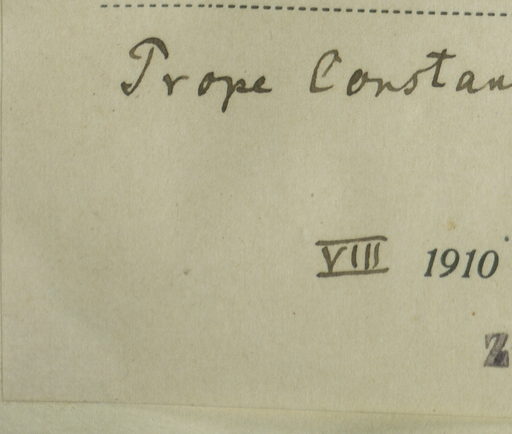 Prope Constan
VIII 1910
Z